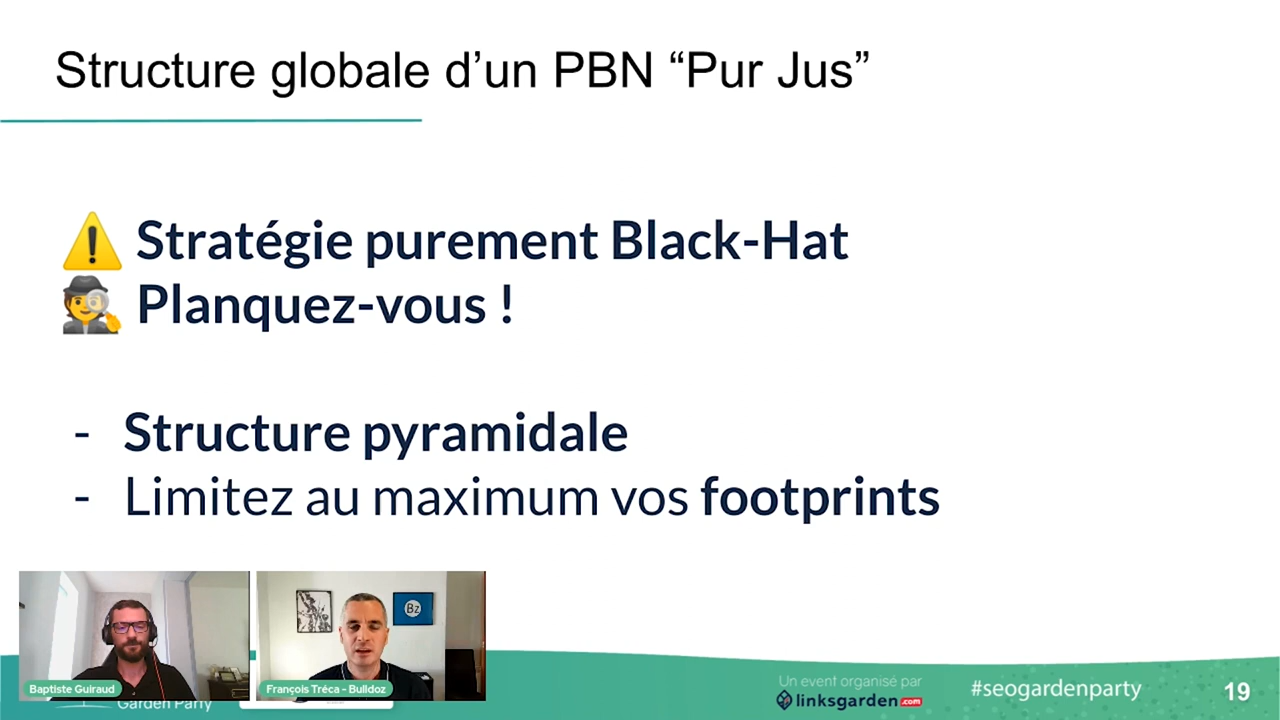 Structure globale d’un PBN “Pur Jus”
Stratégie purement Black-Hat
Planquez-vous !
- Structure pyramidale
- Limitez au maximum vos footprints
Bz
Baptiste Guiraud
François Tréca - Bulldoz
Garden Party
Un event organisé par
linksgarden.com
#seogardenparty
19